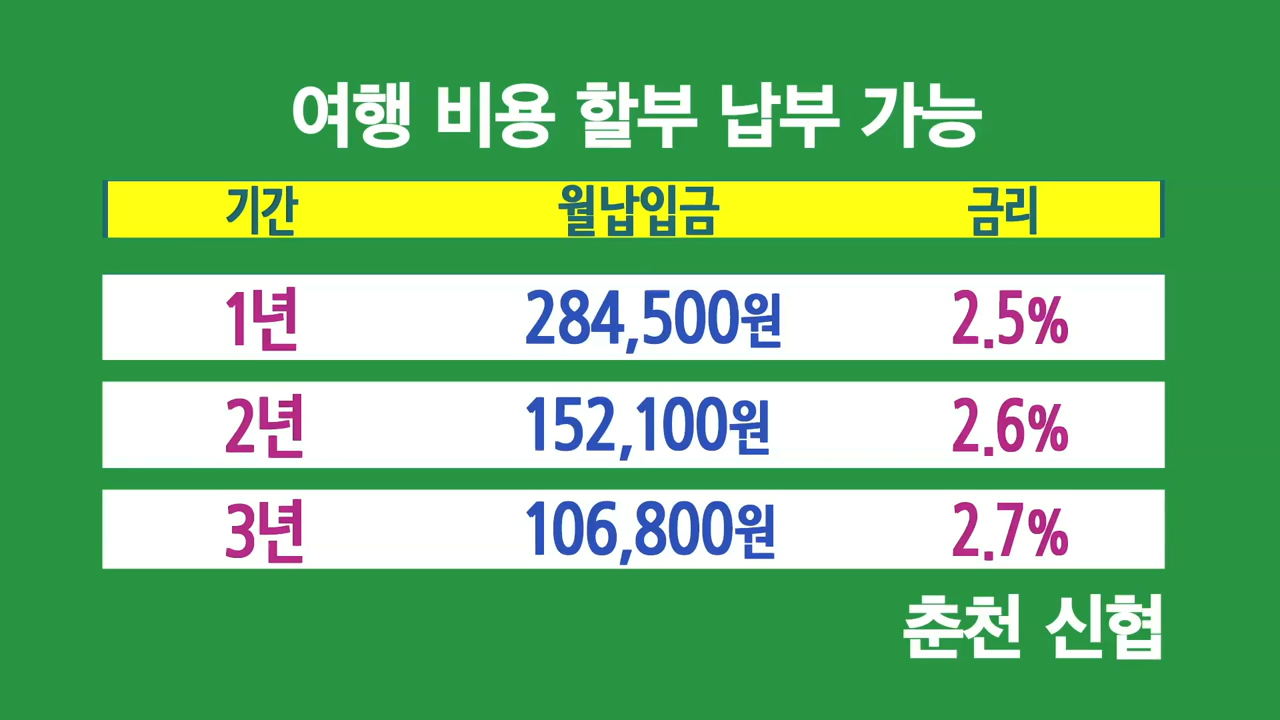 여행 비용 할부 납부 가능
기간 월납입금 금리
1년 284,500원 2.5%
2년 152,100원 2.6%
3년 106,800원 2.7%
춘천 신협